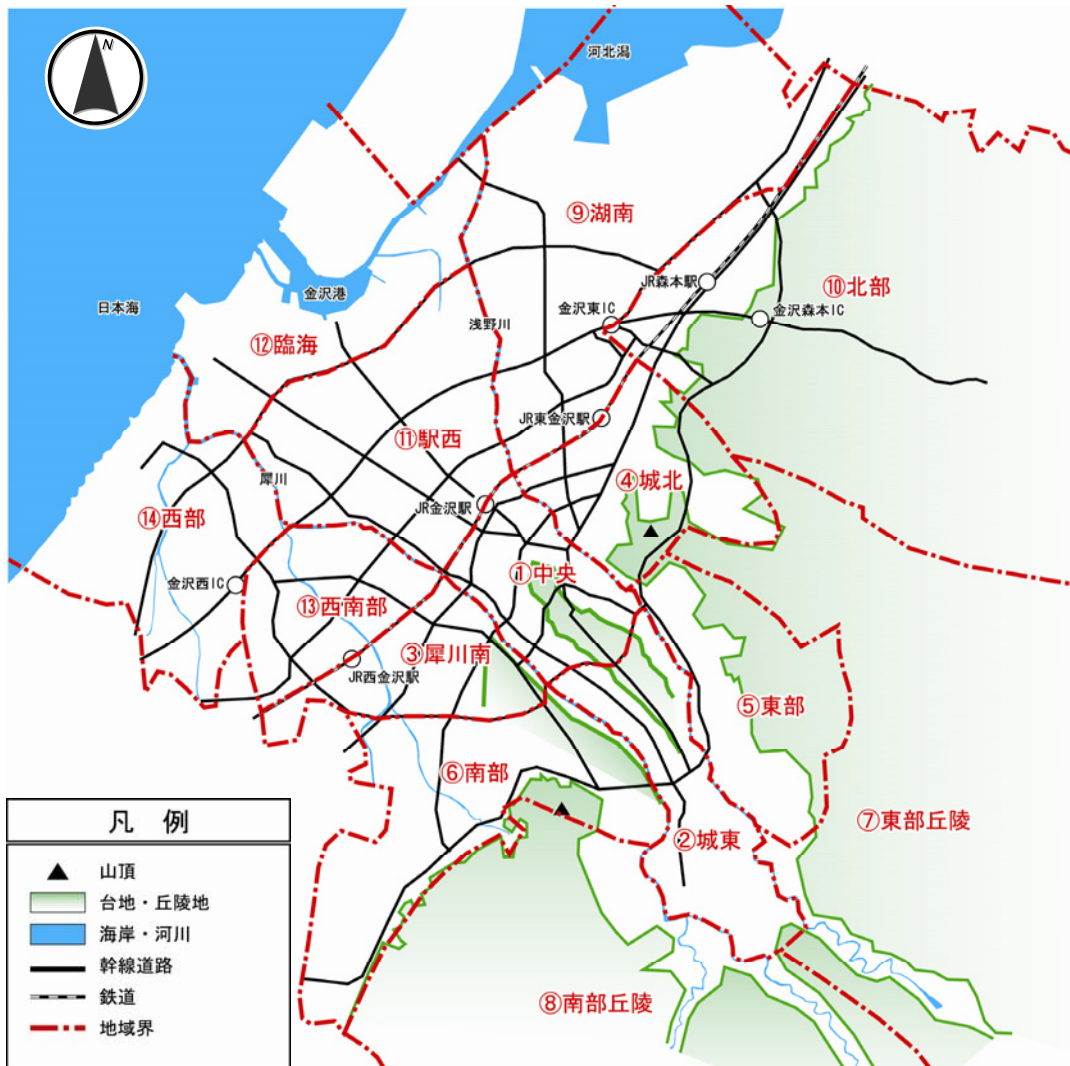 N
河北潟
⑨湖南
JR森本駅
⑩北部
日本海
金沢港
金沢東IC
金沢森本IC
浅野川
⑫臨海
JR東金沢駅
⑪駅西
④城北
犀川
JR金沢駅
⑭西部
①中央
金沢西IC
⑬西南部
③犀川南
JR西金沢駅
⑤東部
⑥南部
⑦東部丘陵
②城東
⑧南部丘陵
凡 例
山頂
台地・丘陵地
海岸・河川
幹線道路
鉄道
地域界